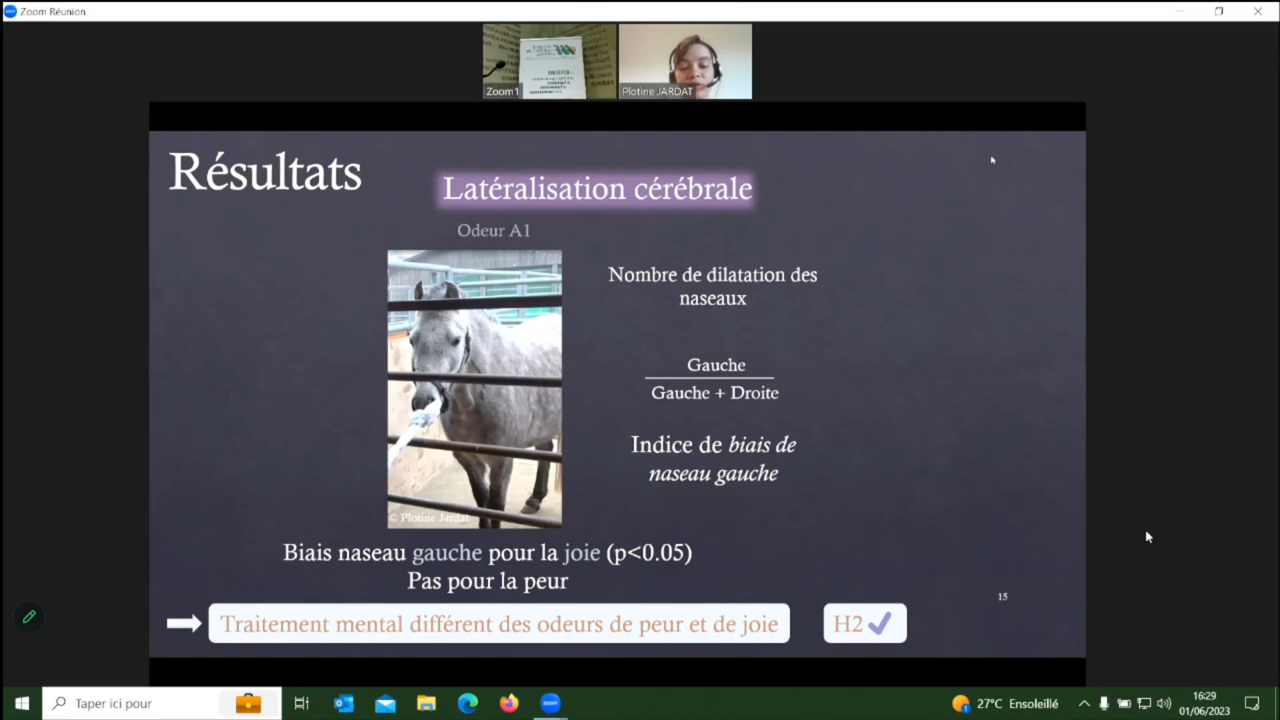 Zoom Réunion
Zoom1
Plotine JARDAT
Résultats
Latéralisation cérébrale
Odeur A1
Nombre de dilatation des
naseaux
Gauche
Gauche + Droite
Indice de biais de
naseau gauche
© Plotine Jardat
Biais naseau gauche pour la joie (p<0.05)
Pas pour la peur
15
Traitement mental différent des odeurs de peur et de joie
H2
Taper ici pour
zoom
27°C Ensoleillé
16:29
01/06/2023